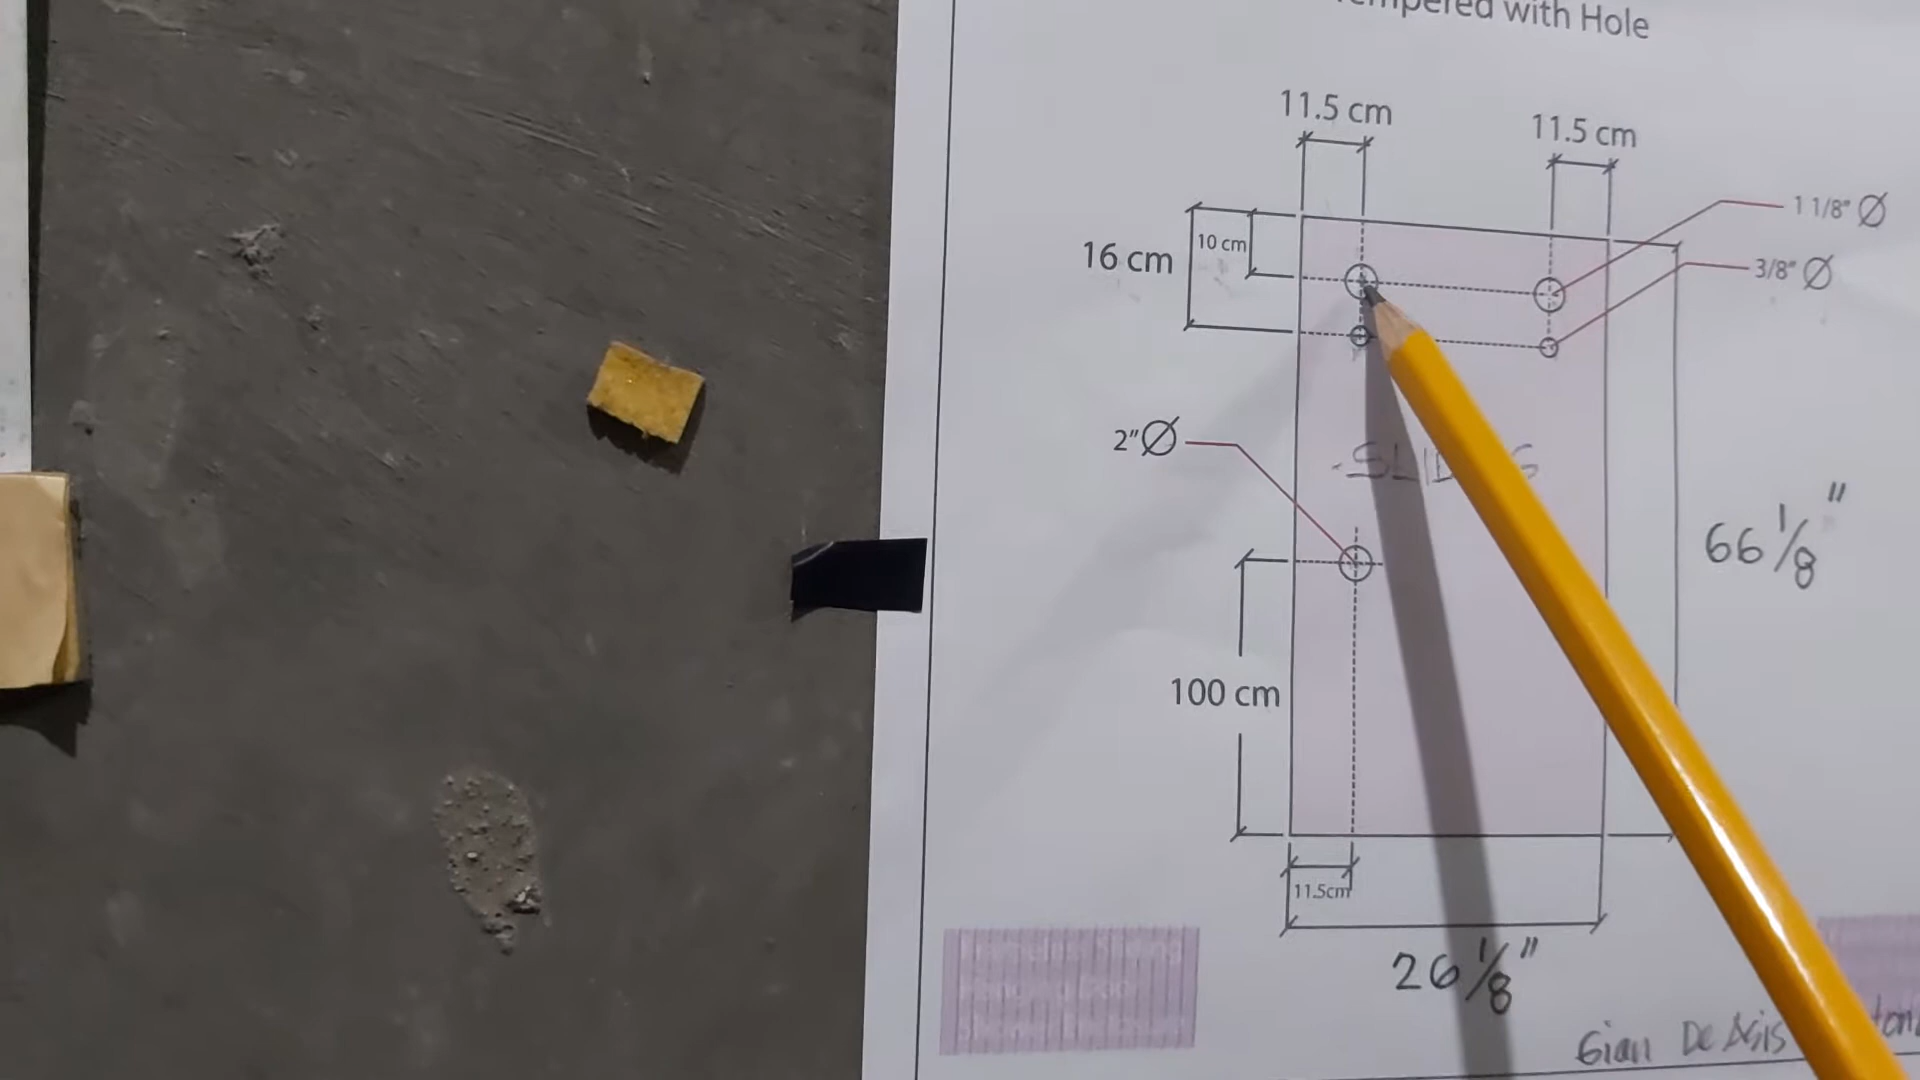 with Hole
11.5 cm
11.5 cm
1 1/8" Ø
10 cm
16 cm
3/8" Ø
2"Ø
66 1/8"
100 cm
11.5cm
26 1/8"
Gian De Asis